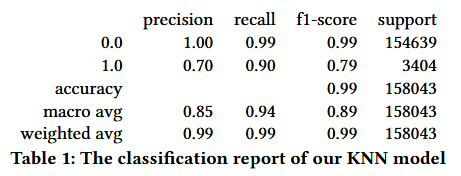 precision recall f1-score support
0.0 1.00 0.99 0.99 154639
1.0 0.70 0.90 0.79 3404
accuracy 0.99 158043
macro avg 0.85 0.94 0.89 158043
weighted avg 0.99 0.99 0.99 158043
Table 1: The classification report of our KNN model